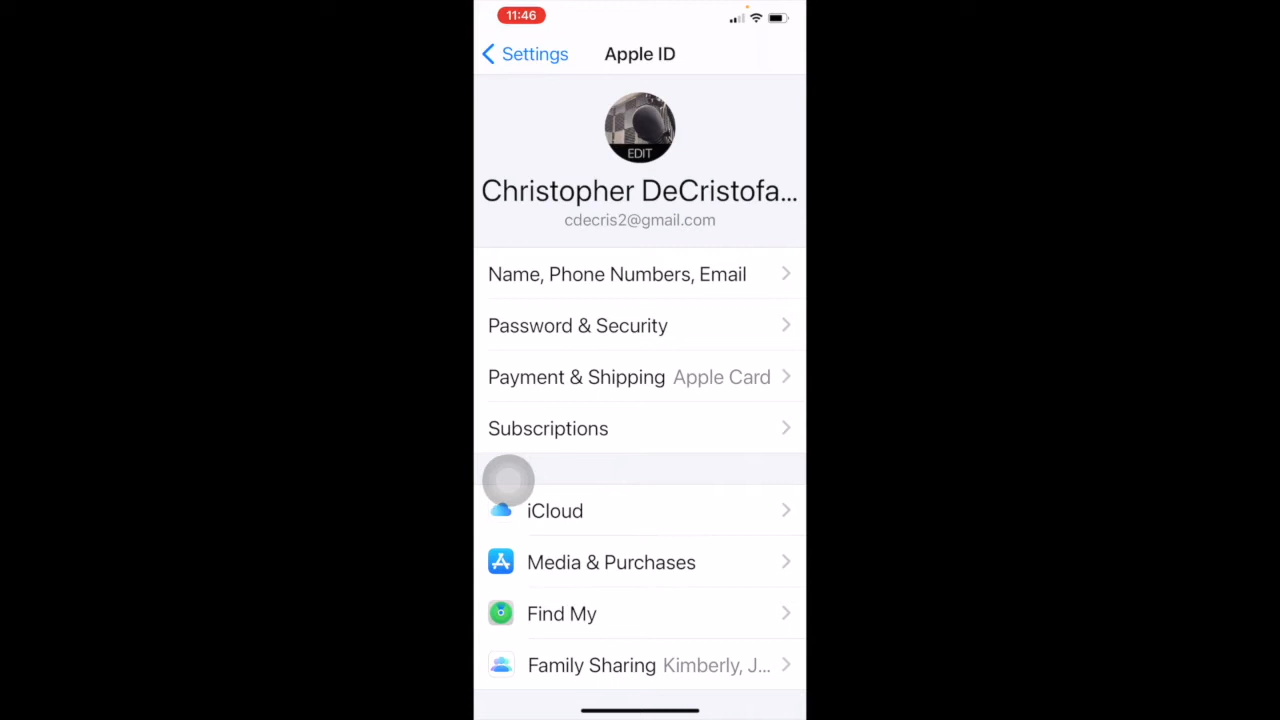 11:46
Settings
Apple ID
EDIT
Christopher DeCristofa...
cdecris2@gmail.com
Name, Phone Numbers, Email
Password & Security
Payment & Shipping Apple Card
Subscriptions
iCloud
Media & Purchases
Find My
Family Sharing Kimberly, J...